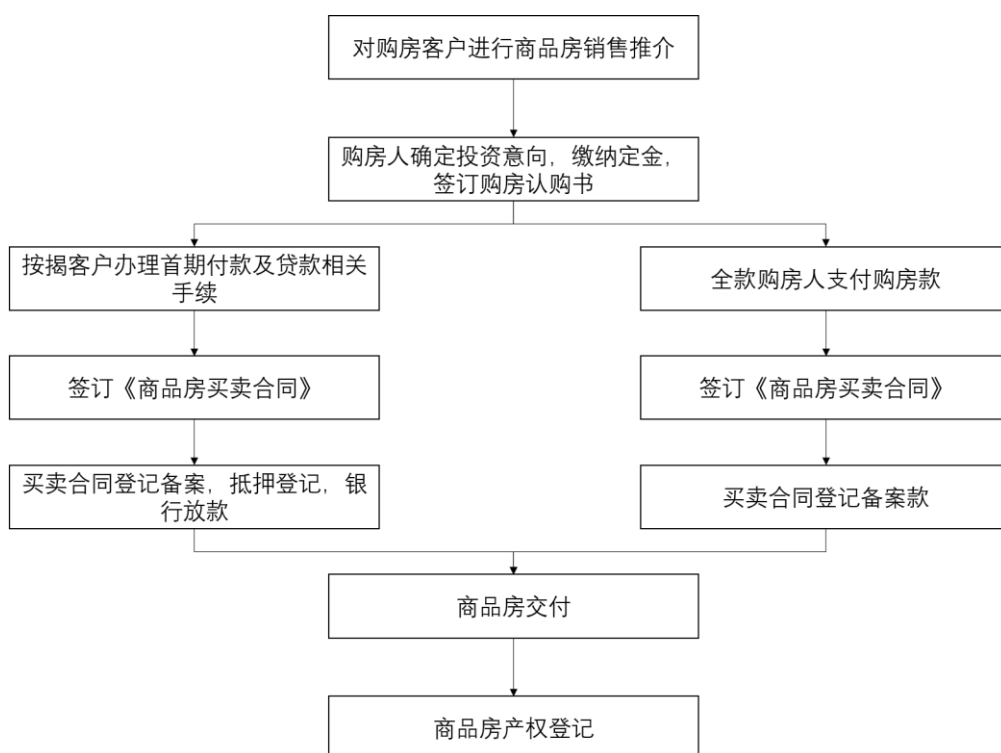 对购房客户进行商品房销售推介
购房人确定投资意向，缴纳定金，
签订购房认购书
按揭客户办理首期付款及贷款相关
手续
全款购房人支付购房款
签订《商品房买卖合同》
签订《商品房买卖合同》
买卖合同登记备案，抵押登记，银
行放款
买卖合同登记备案款
商品房交付
商品房产权登记